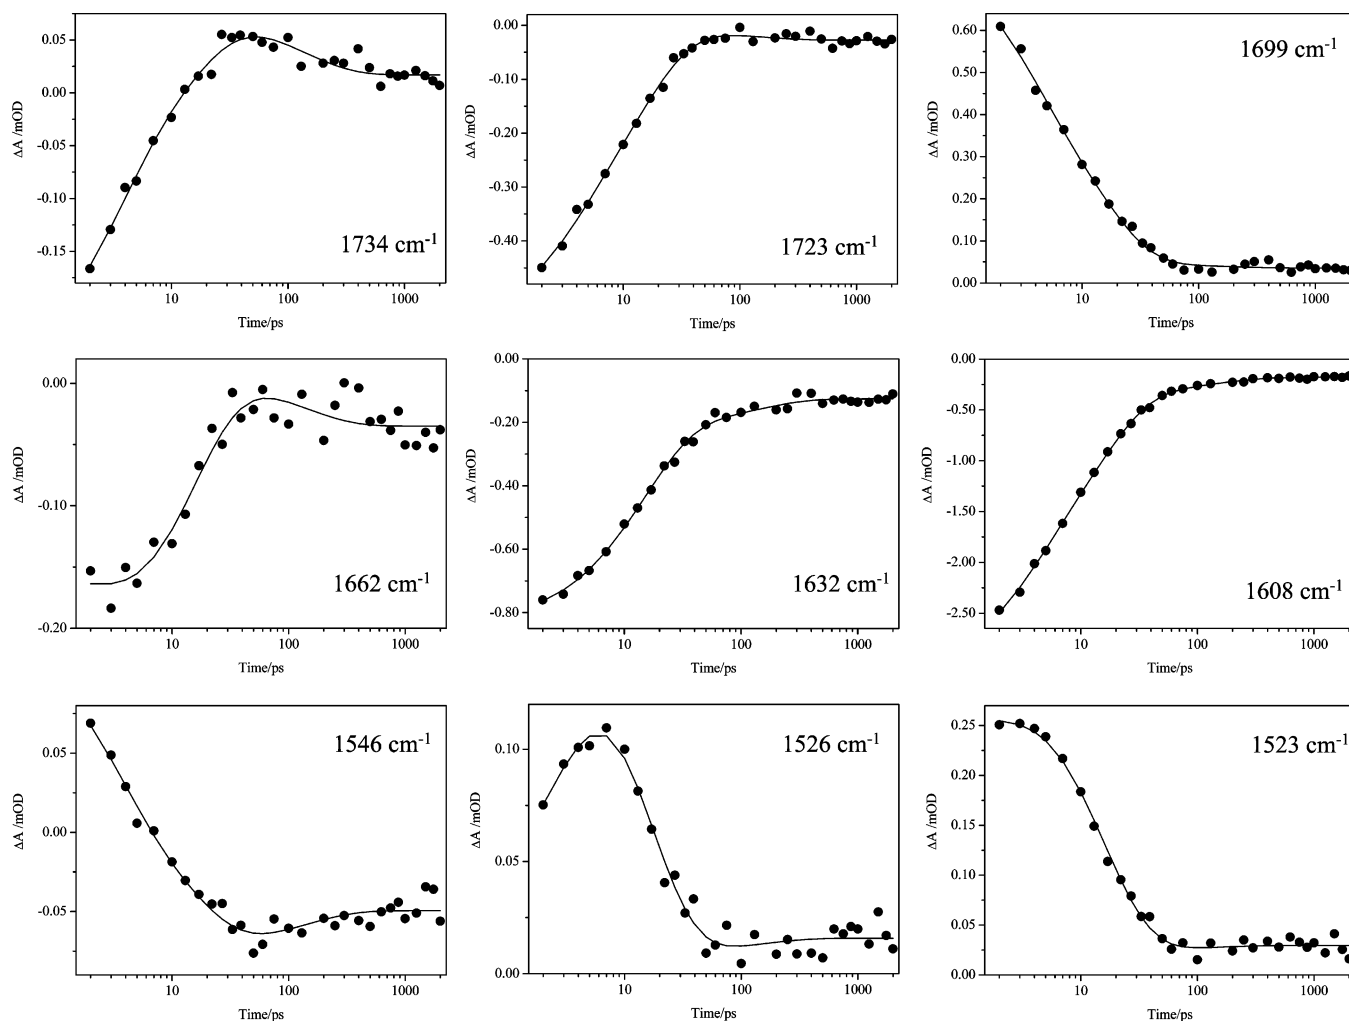 0.05
0.00
-0.05
-0.10
-0.15
ΔA /mOD
1734 cm-1
10
100
1000
Time/ps
0.00
-0.10
-0.20
-0.30
-0.40
ΔA /mOD
1723 cm-1
10
100
1000
Time/ps
0.60
0.50
0.40
0.30
0.20
0.10
0.00
ΔA /mOD
1699 cm-1
10
100
1000
Time/ps
0.00
-0.10
-0.20
ΔA /mOD
1662 cm-1
10
100
1000
Time/ps
0.00
-0.20
-0.40
-0.60
-0.80
ΔA /mOD
1632 cm-1
10
100
1000
Time/ps
0.00
-0.50
-1.00
-1.50
-2.00
-2.50
ΔA /mOD
1608 cm-1
10
100
1000
Time/ps
0.05
0.00
-0.05
ΔA /mOD
1546 cm-1
10
100
1000
Time/ps
0.10
0.05
0.00
ΔA /mOD
1526 cm-1
10
100
1000
Time/ps
0.25
0.20
0.15
0.10
0.05
0.00
ΔA /mOD
1523 cm-1
10
100
1000
Time/ps